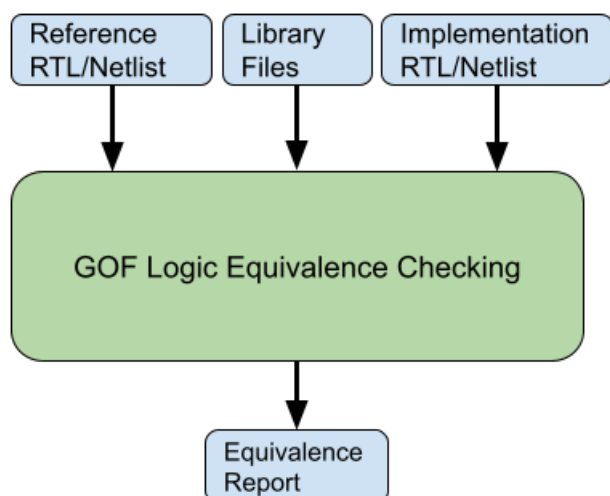 Reference
RTL/Netlist
Library
Files
Implementation
RTL/Netlist
GOF Logic Equivalence Checking
Equivalence
Report